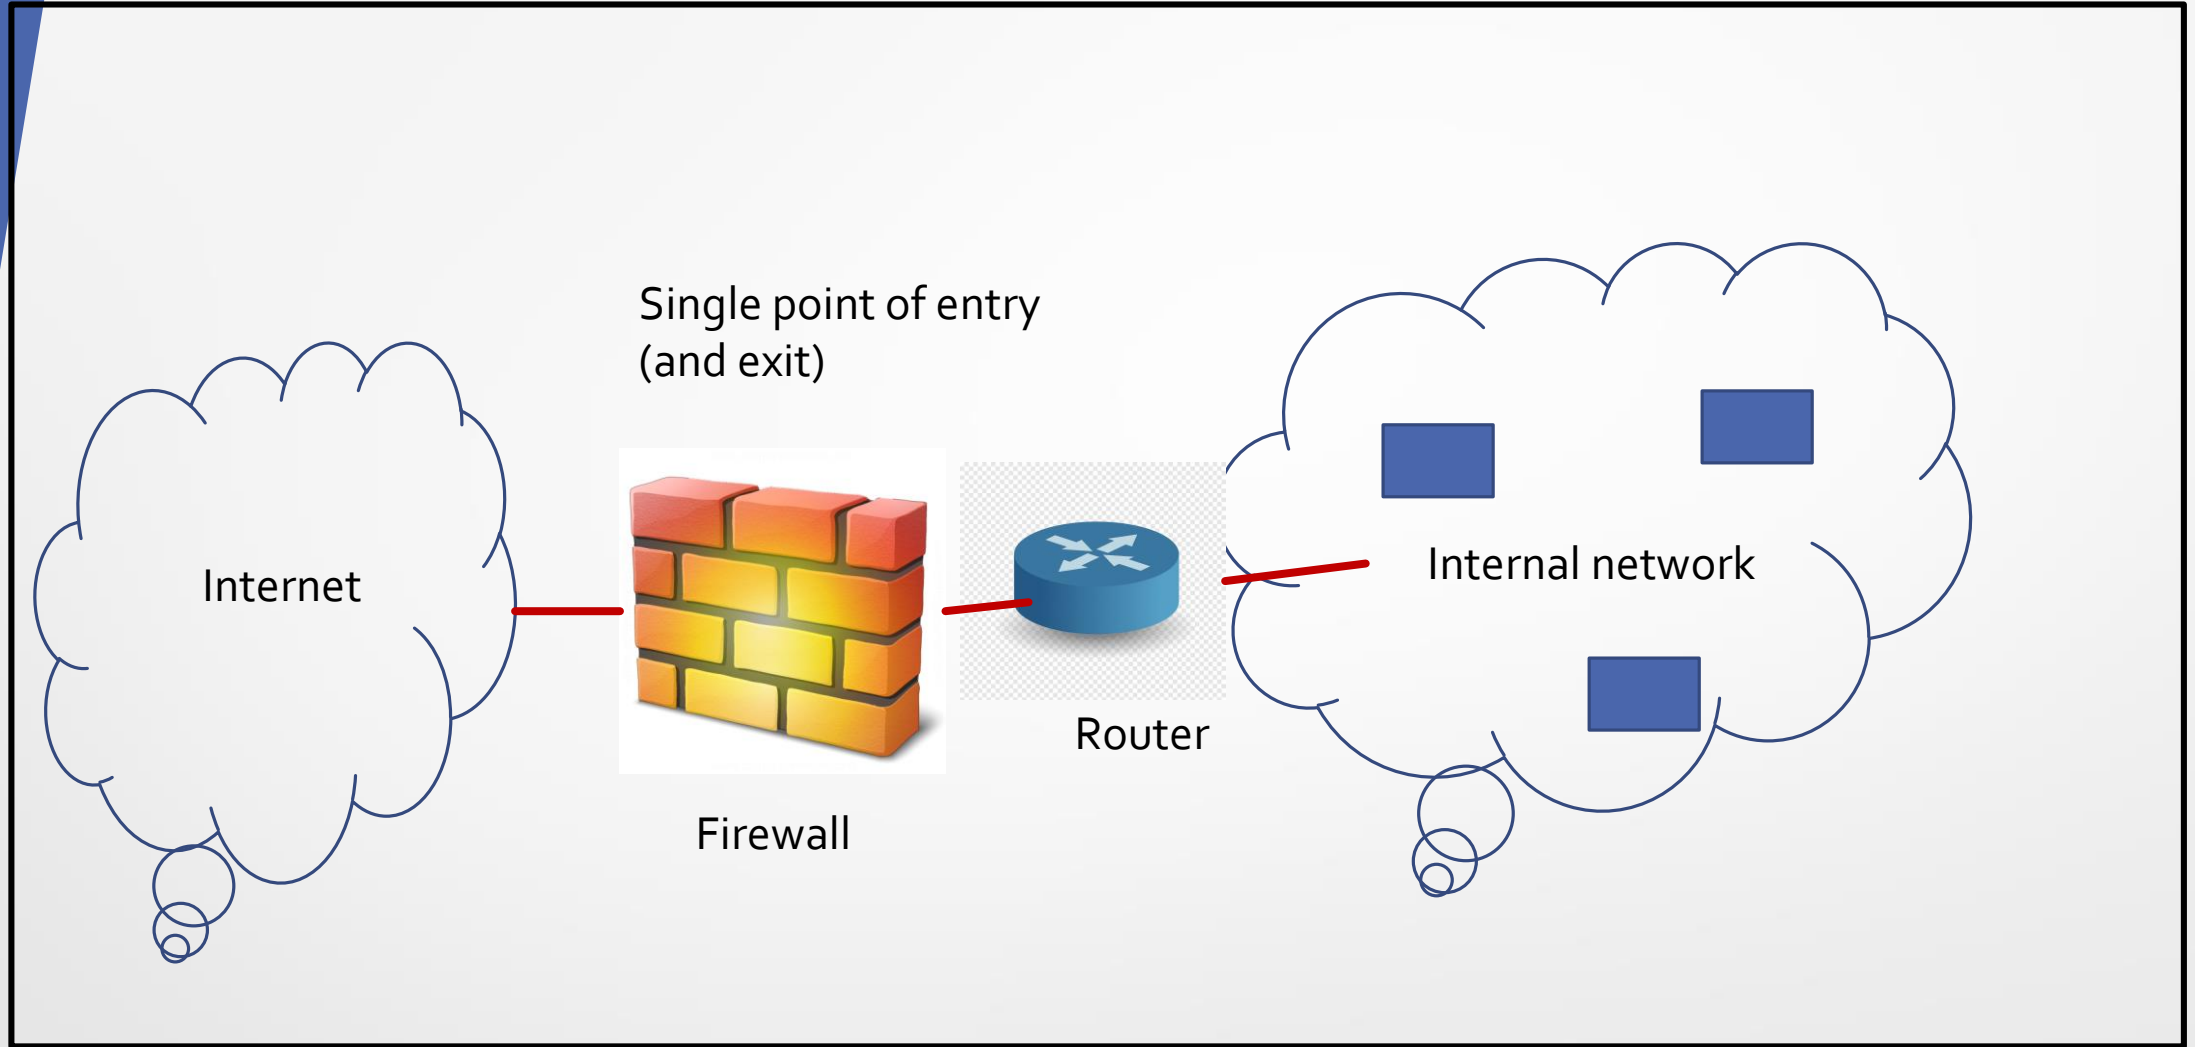 Single point of entry
(and exit)
Internet
Internal network
Router
Firewall